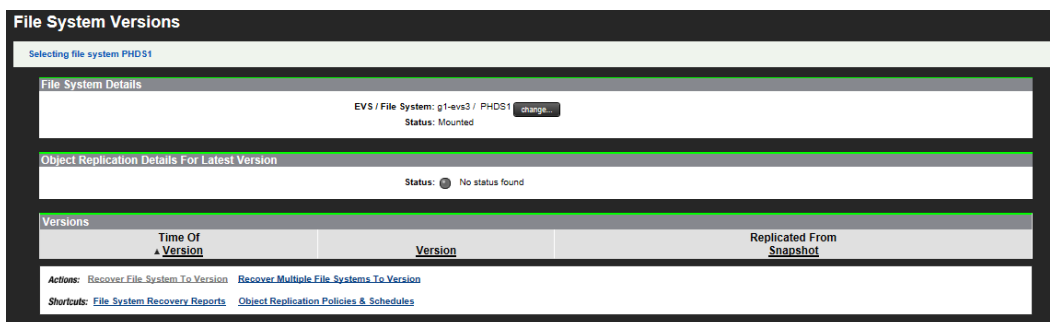 File System Versions
Selecting file system PHDS1
File System Details
EVS / File System: g1-evs3 / PHDS1 change...
Status: Mounted
Object Replication Details For Latest Version
Status: No status found
Versions
Time Of Version
Version
Replicated From Snapshot
Actions: Recover File System To Version Recover Multiple File Systems To Version
Shortcuts: File System Recovery Reports Object Replication Policies & Schedules